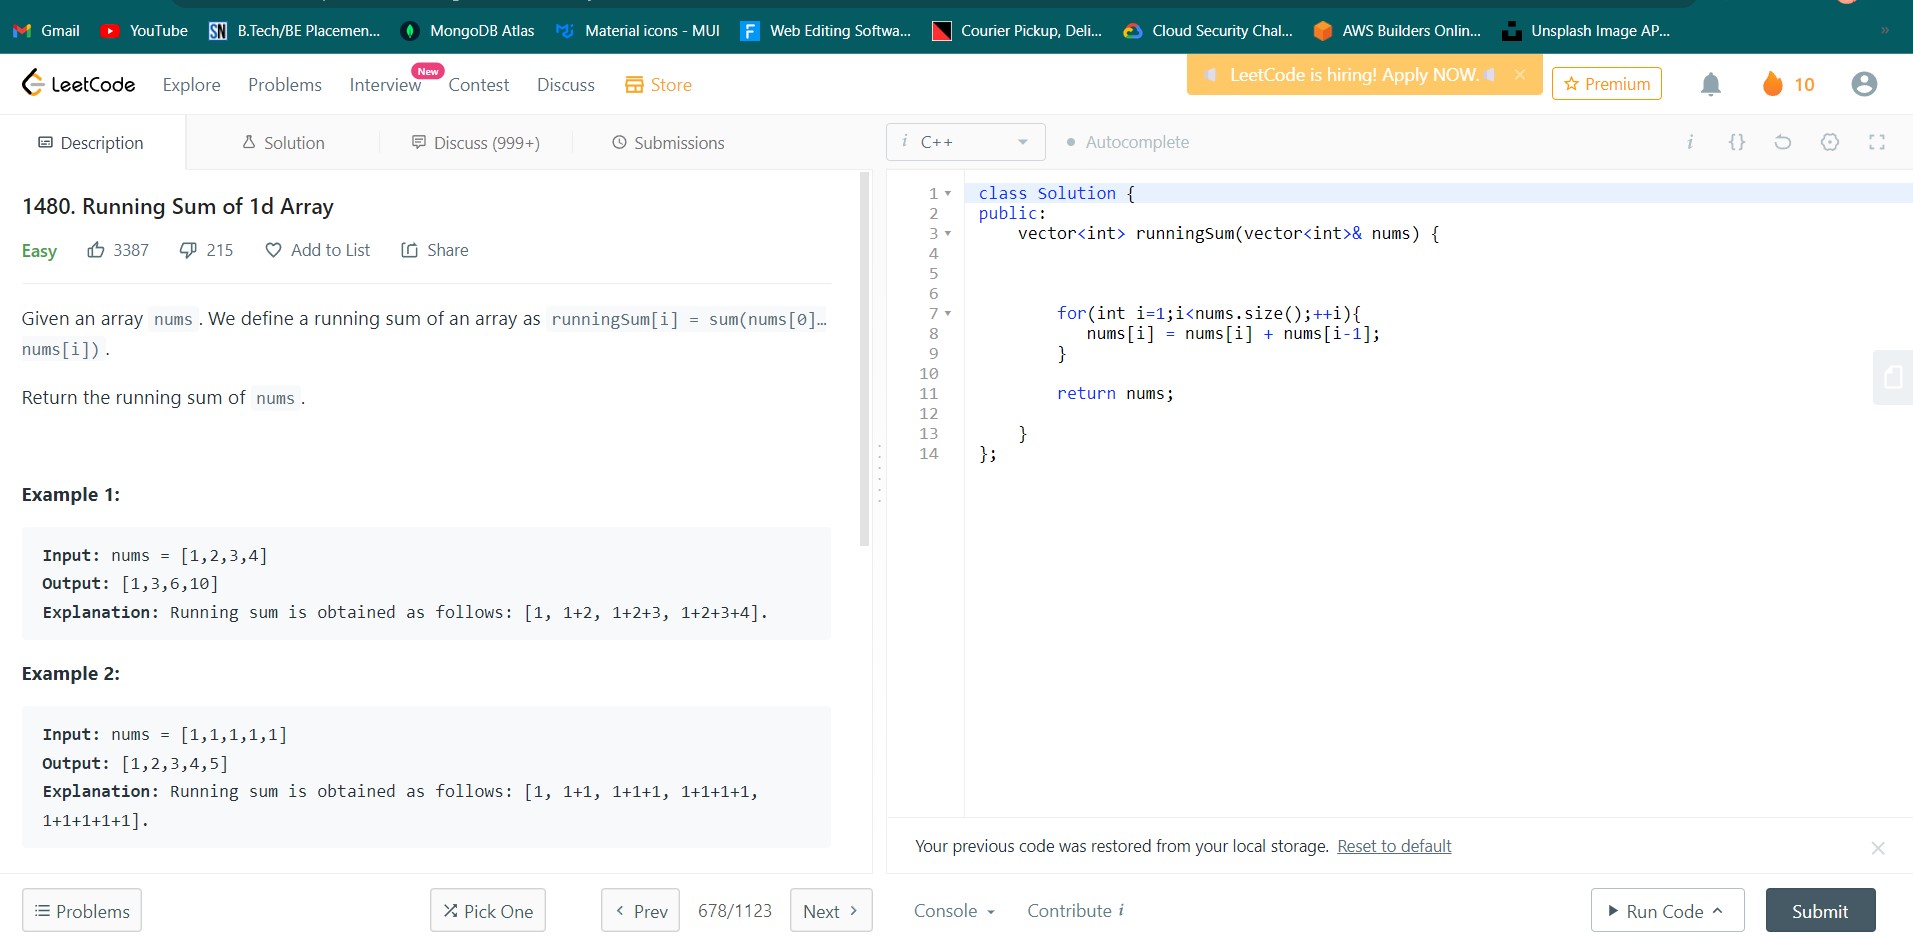 Gmail YouTube SN B.Tech/BE Placemen... MongoDB Atlas Material icons - MUI F Web Editing Softwa... Courier Pickup, Deli... Cloud Security Chal... AWS Builders Onlin... Unsplash Image AP... »
LeetCode Explore Problems Interview New Contest Discuss Store LeetCode is hiring! Apply NOW. × Premium 10
Description Solution Discuss (999+) Submissions i C++ Autocomplete i {}
1480. Running Sum of 1d Array
Easy 3387 215 Add to List Share
Given an array nums. We define a running sum of an array as runningSum[i] = sum(nums[0]…
nums[i]).
Return the running sum of nums.
Example 1:
Input: nums = [1,2,3,4]
Output: [1,3,6,10]
Explanation: Running sum is obtained as follows: [1, 1+2, 1+2+3, 1+2+3+4].
Example 2:
Input: nums = [1,1,1,1,1]
Output: [1,2,3,4,5]
Explanation: Running sum is obtained as follows: [1, 1+1, 1+1+1, 1+1+1+1,
1+1+1+1+1].
1 class Solution {
2 public:
3     vector<int> runningSum(vector<int>& nums) {
4
5
6
7         for(int i=1;i<nums.size();++i){
8            nums[i] = nums[i] + nums[i-1];
9         }
10
11         return nums;
12
13     }
14 };
Your previous code was restored from your local storage. Reset to default ×
Problems Pick One < Prev 678/1123 Next > Console Contribute i Run Code Submit